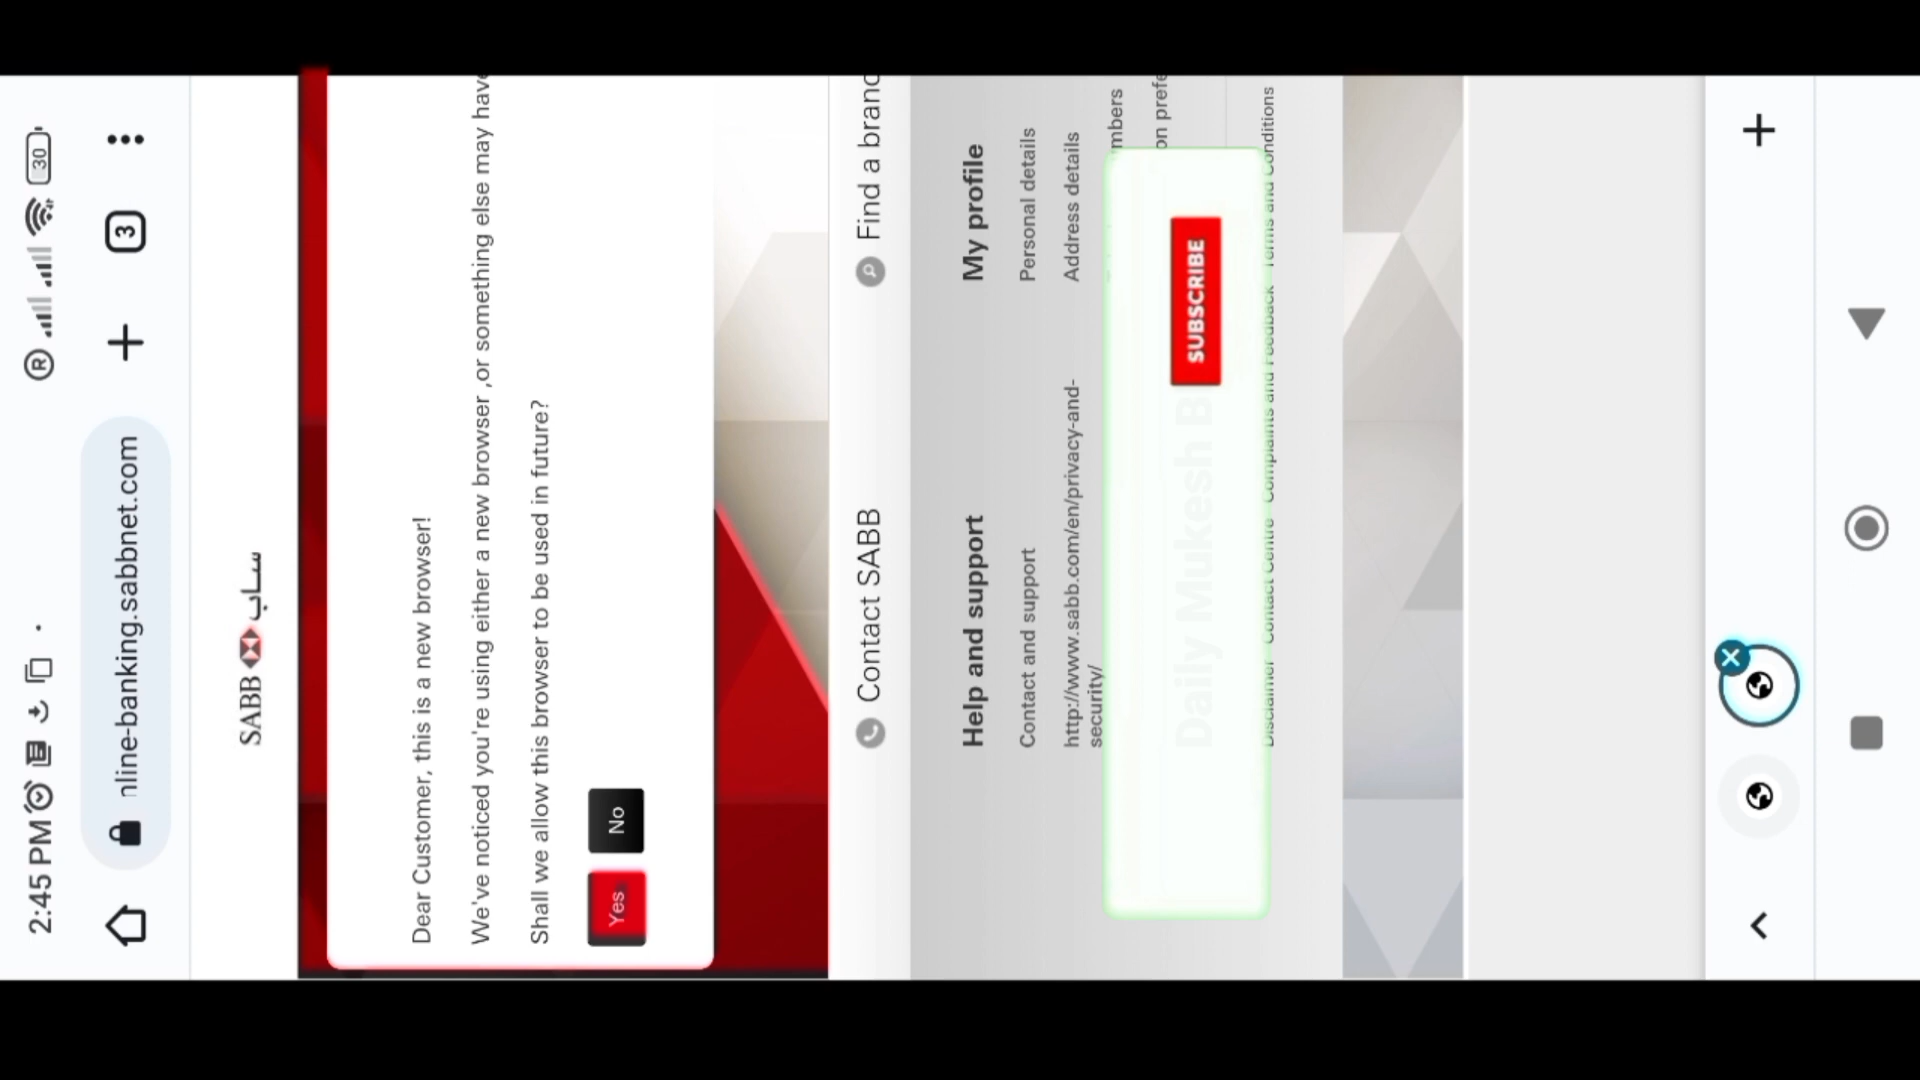 2:45 PM
30
nline-banking.sabbnet.com
3
SABB ساب
Dear Customer, this is a new browser!
We've noticed you're using either a new browser ,or something else may have
Shall we allow this browser to be used in future?
Yes No
Contact SABB
Find a branc
Help and support
My profile
Contact and support
Personal details
http://www.sabb.com/en/privacy-and-
security/
Address details
mbers
on prefe
SUBSCRIBE
Daily Mukesh B
Disclaimer Contact Centre Complaints and Feedback Terms and Conditions